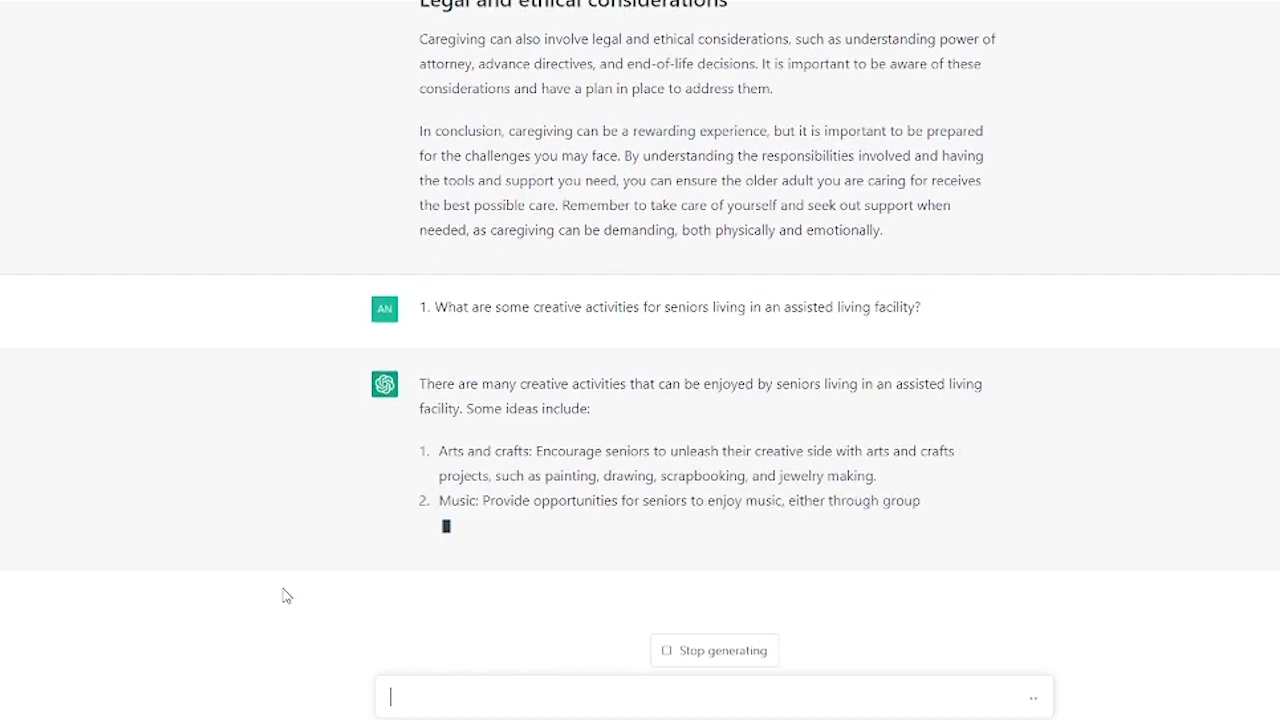 Legal and ethical considerations
Caregiving can also involve legal and ethical considerations, such as understanding power of
attorney, advance directives, and end-of-life decisions. It is important to be aware of these
considerations and have a plan in place to address them.
In conclusion, caregiving can be a rewarding experience, but it is important to be prepared
for the challenges you may face. By understanding the responsibilities involved and having
the tools and support you need, you can ensure the older adult you are caring for receives
the best possible care. Remember to take care of yourself and seek out support when
needed, as caregiving can be demanding, both physically and emotionally.
AN
1. What are some creative activities for seniors living in an assisted living facility?
There are many creative activities that can be enjoyed by seniors living in an assisted living
facility. Some ideas include:
1. Arts and crafts: Encourage seniors to unleash their creative side with arts and crafts
projects, such as painting, drawing, scrapbooking, and jewelry making.
2. Music: Provide opportunities for seniors to enjoy music, either through group
Stop generating